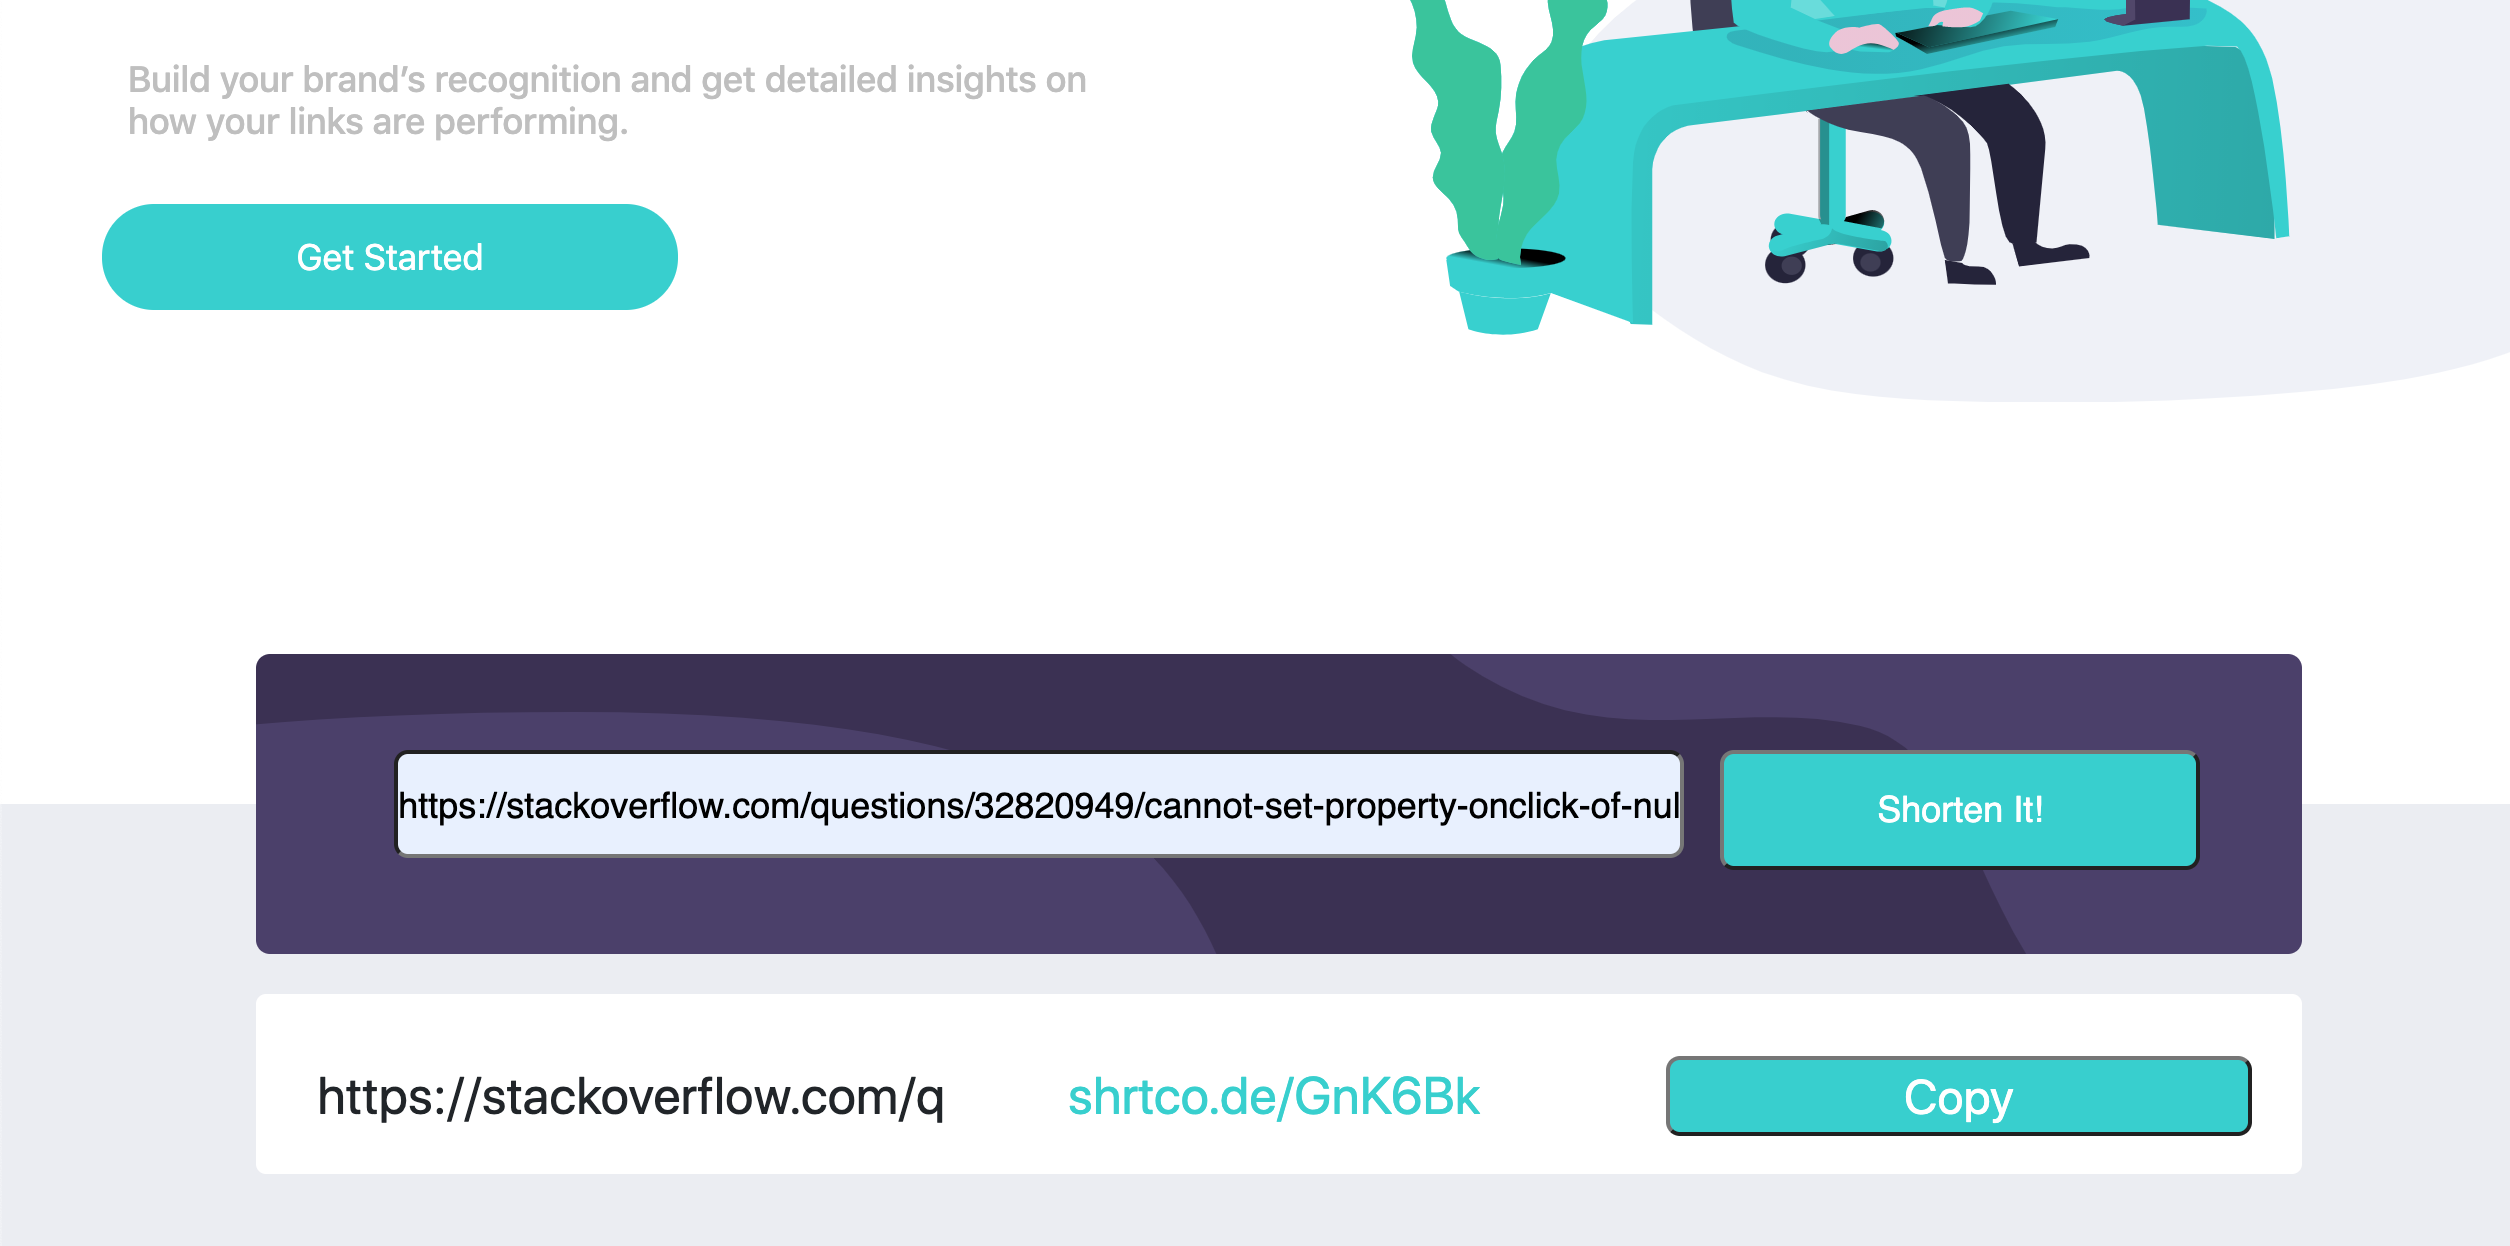 Build your brand's recognition and get detailed insights on
how your links are performing.
Get Started
https://stackoverflow.com/questions/32820949/cannot-set-propery-onclick-of-nul
Shorten It!
https://stackoverflow.com/q
shrtco.de/GnK6Bk
Copy